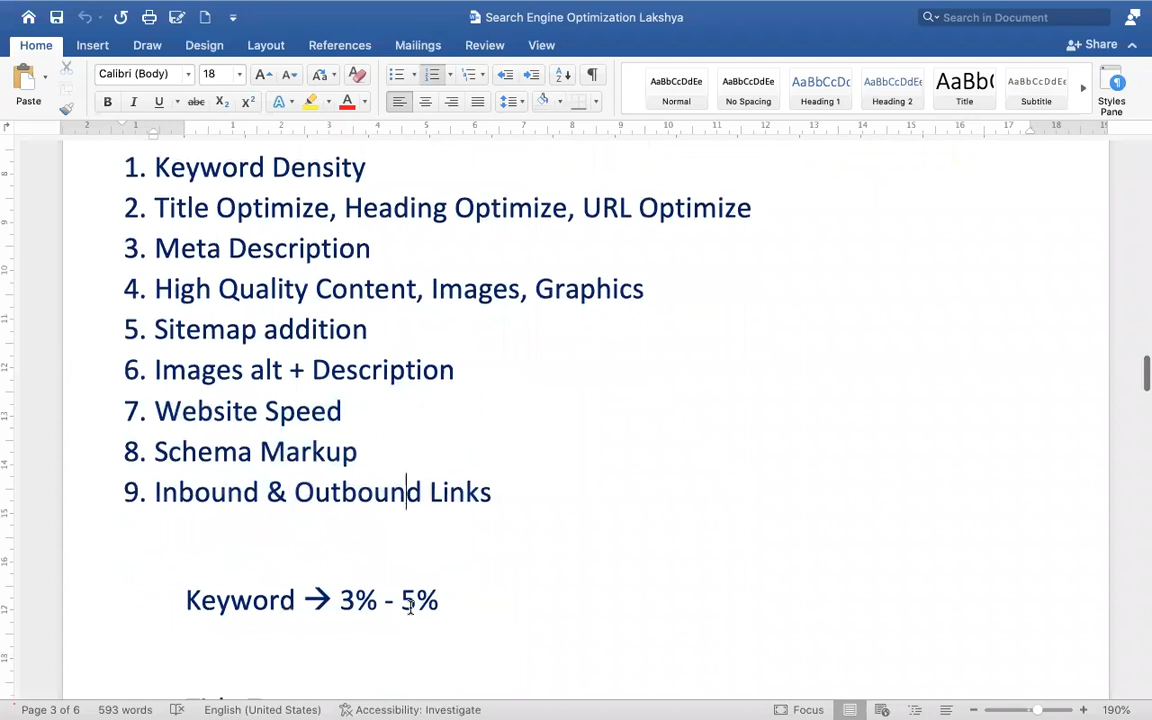 Search Engine Optimization Lakshya
Search in Document
Home Insert Draw Design Layout References Mailings Review View
Share
Paste
Calibri (Body) 18
AaBbCcDdEe AaBbCcDdEe AaBbCcDc AaBbCcDdEe AaBb( AaBbCcDdEe
Normal No Spacing Heading 1 Heading 2 Title Subtitle
Styles
Pane
1. Keyword Density
2. Title Optimize, Heading Optimize, URL Optimize
3. Meta Description
4. High Quality Content, Images, Graphics
5. Sitemap addition
6. Images alt + Description
7. Website Speed
8. Schema Markup
9. Inbound & Outbound Links
Keyword → 3% - 5%
Page 3 of 6 593 words English (United States) Accessibility: Investigate Focus 190%